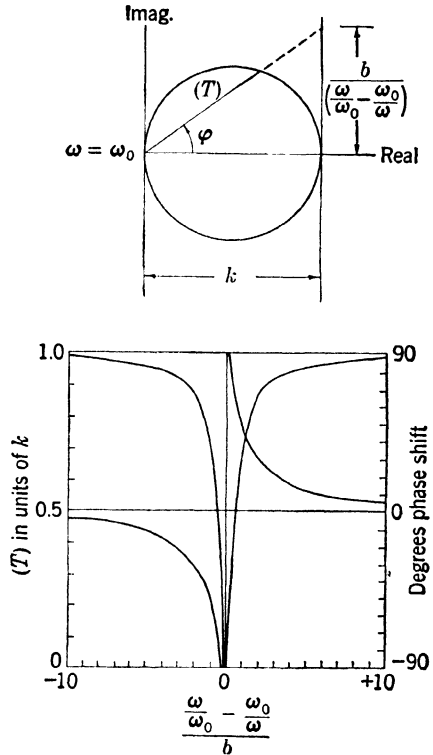 Imag.
(T)
φ
ω = ω₀
Real
b
(ω/ω₀ - ω₀/ω)
k
1.0
0.5
0
(T) in units of k
90
0
-90
Degrees phase shift
-10
0
+10
ω/ω₀ - ω₀/ω
b